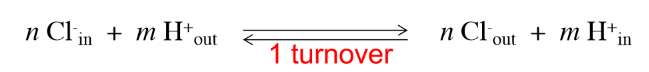 n Cl⁻in + m H⁺out ⇌ n Cl⁻out + m H⁺in
1 turnover